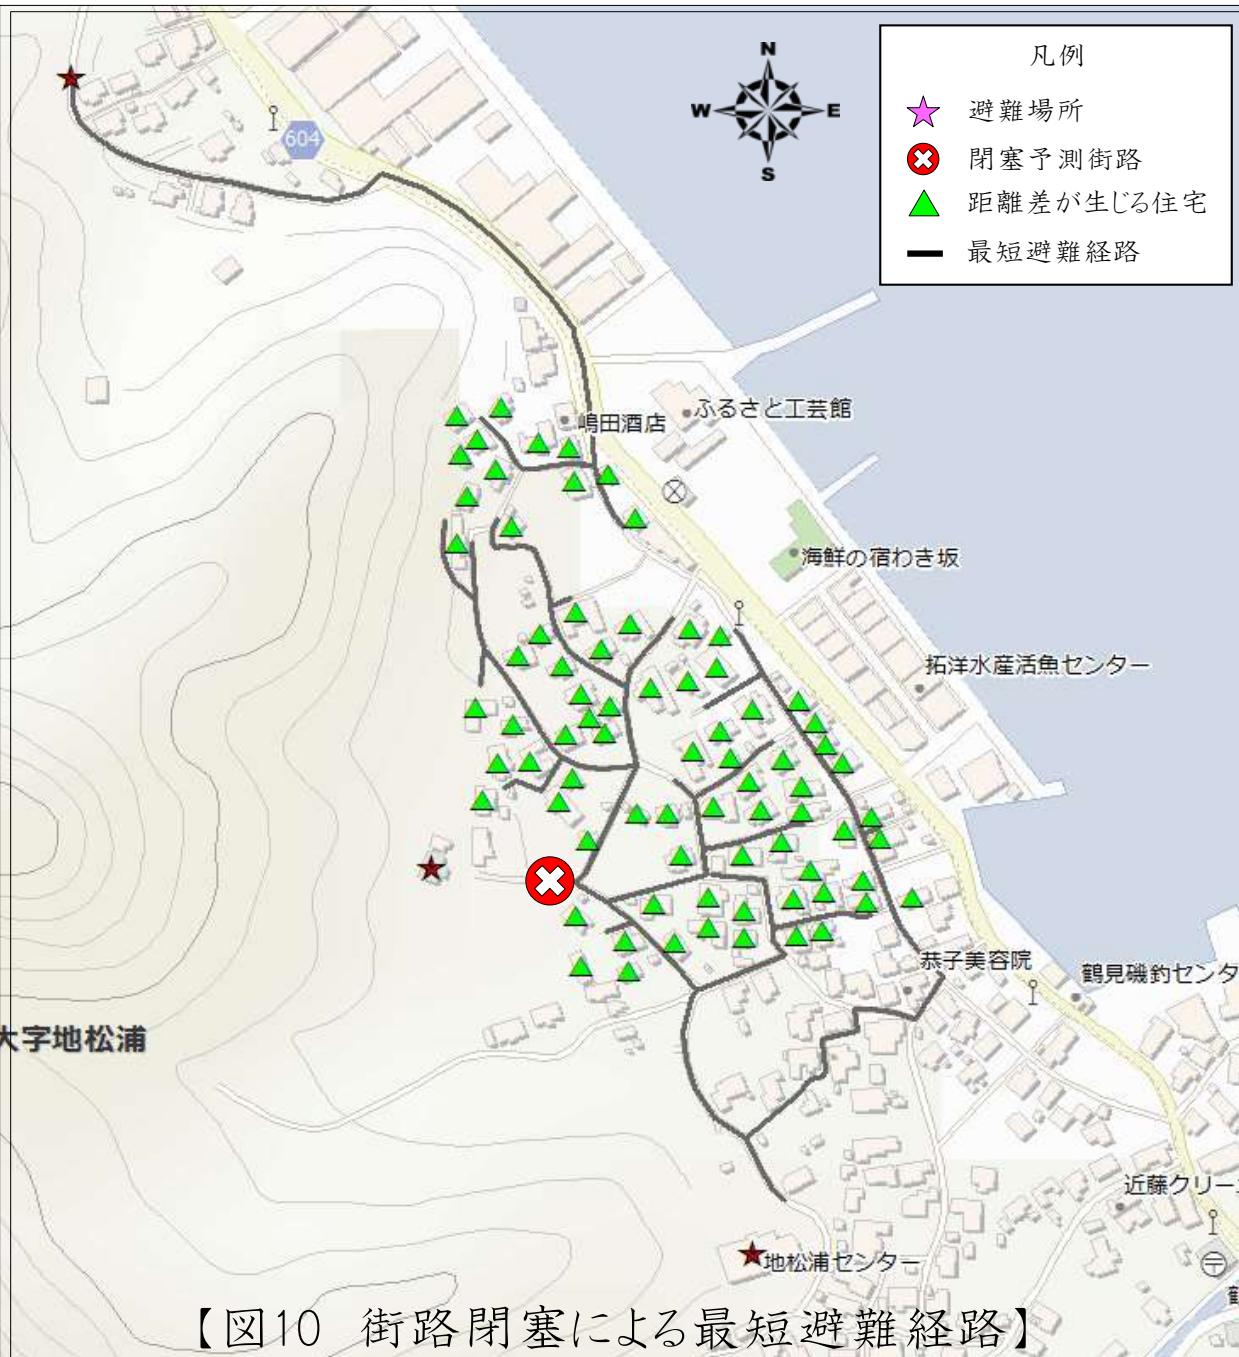 N
W
E
S
凡例
避難場所
閉塞予測街路
距離差が生じる住宅
最短避難経路
604
嶋田酒店
ふるさと工芸館
海鮮の宿わき坂
拓洋水産活魚センター
恭子美容院
鶴見磯釣センタ
大字地松浦
近藤クリー
地松浦センター
【図10 街路閉塞による最短避難経路】